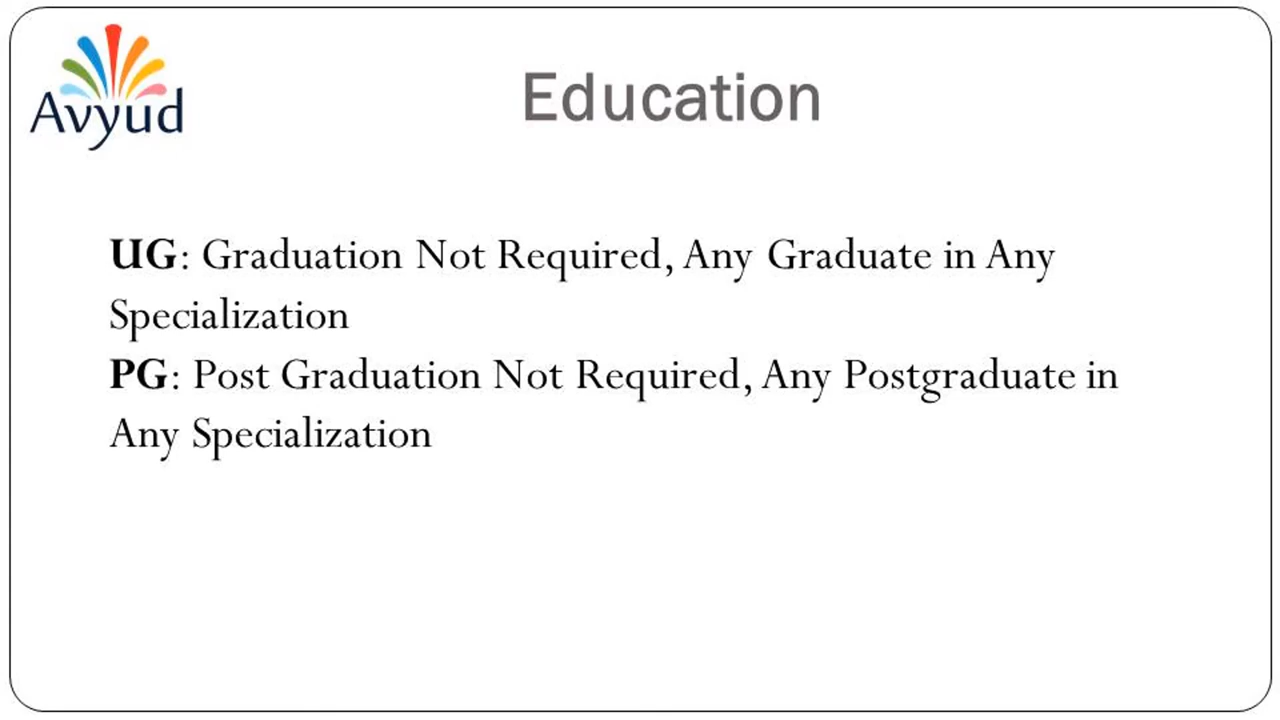 Avyud
Education
UG: Graduation Not Required, Any Graduate in Any
Specialization
PG: Post Graduation Not Required, Any Postgraduate in
Any Specialization